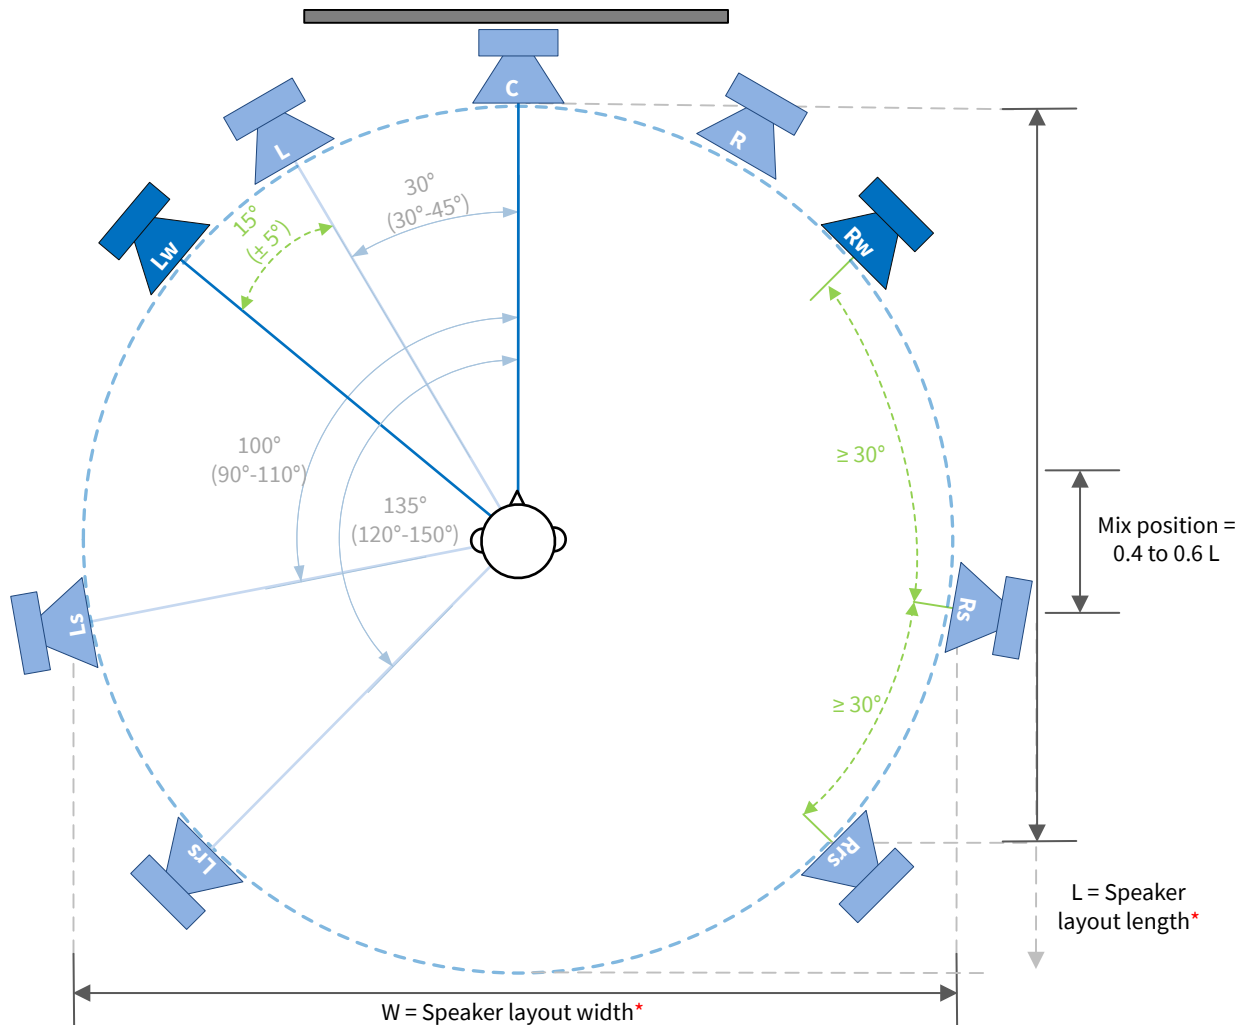 C
L
R
30°
(30°-45°)
15°
(± 5°)
Lw
Rw
100°
(90°-110°)
≥ 30°
135°
(120°-150°)
Mix position =
0.4 to 0.6 L
Ls
Rs
≥ 30°
Lrs
Rrs
L = Speaker
layout length*
W = Speaker layout width*